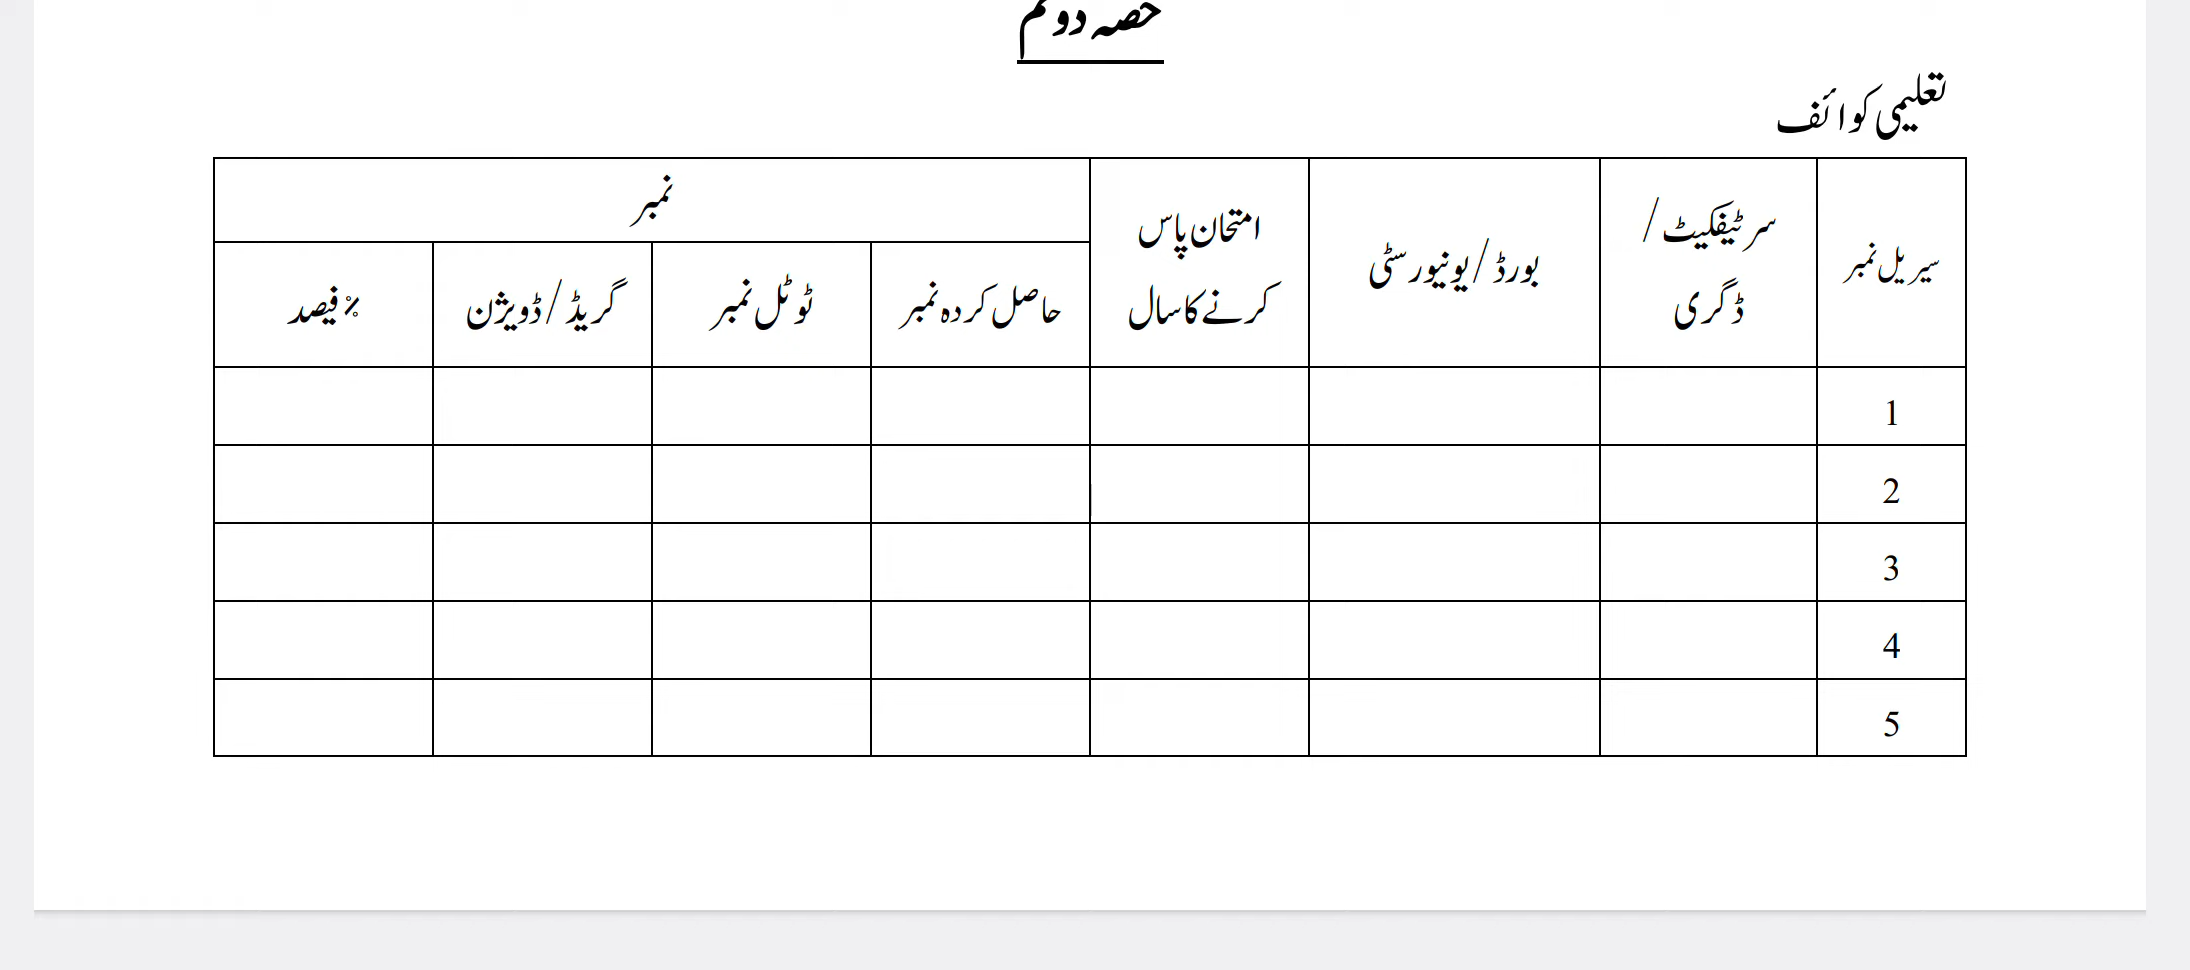 حصہ دوئم
تعلیمی کوائف
سیریل نمبر
سرٹیفکیٹ /
ڈگری
بورڈ / یونیورسٹی
امتحان پاس
کرنے کا سال
نمبر
حاصل کردہ نمبر
ٹوٹل نمبر
گریڈ / ڈویژن
% فیصد
1
2
3
4
5